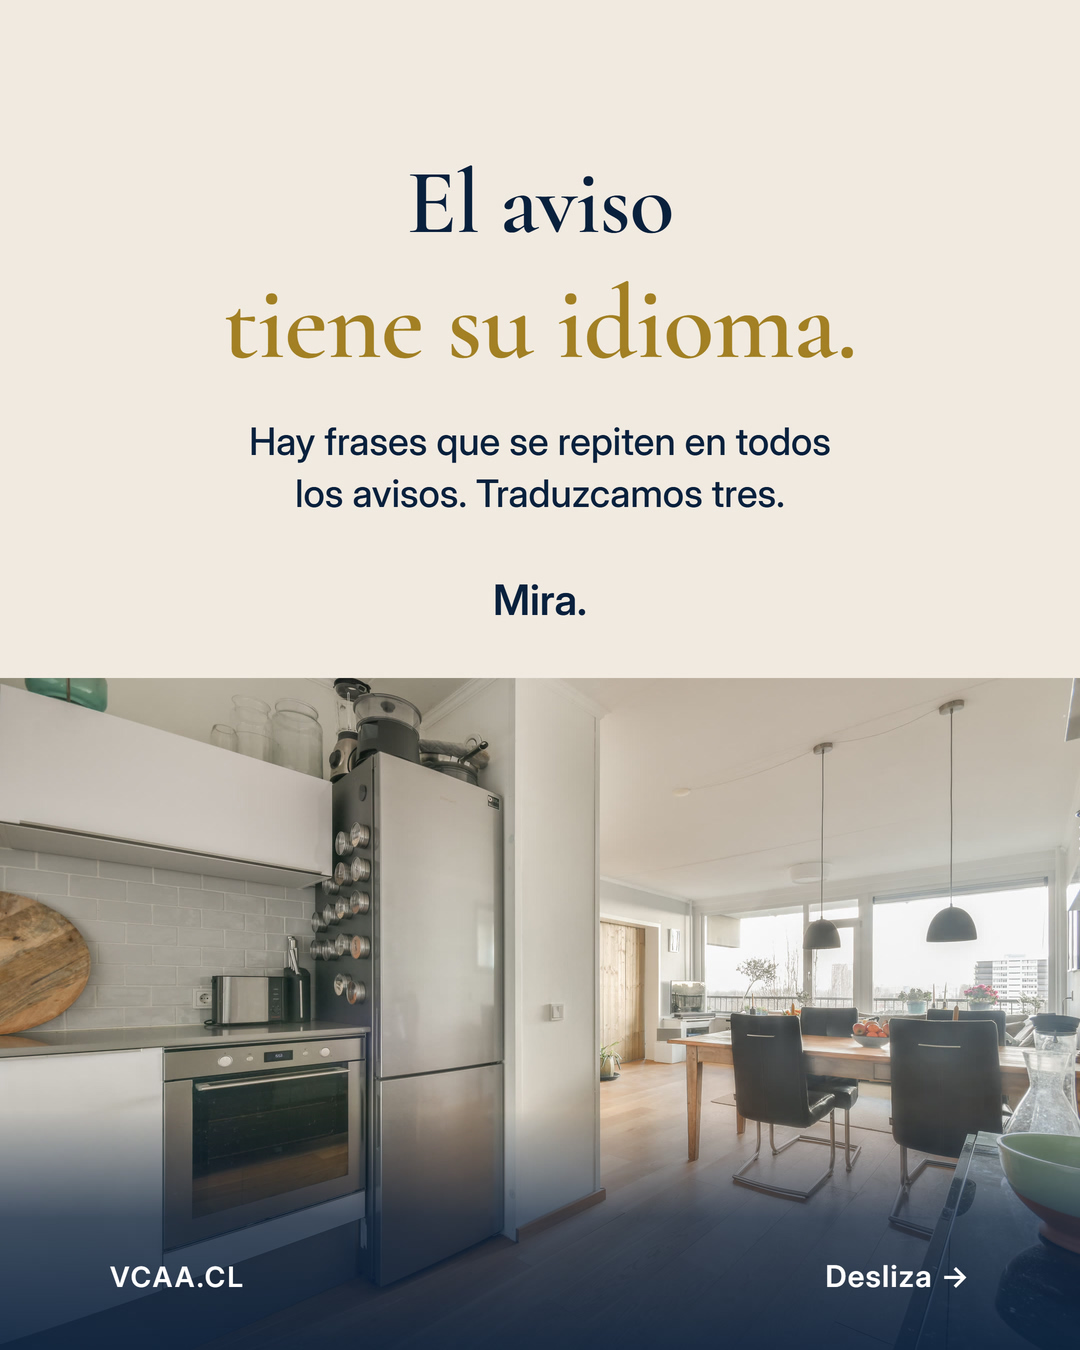 El aviso
tiene su idioma.
Hay frases que se repiten en todos
los avisos. Traduzcamos tres.
Mira.
VCAA.CL
Desliza →